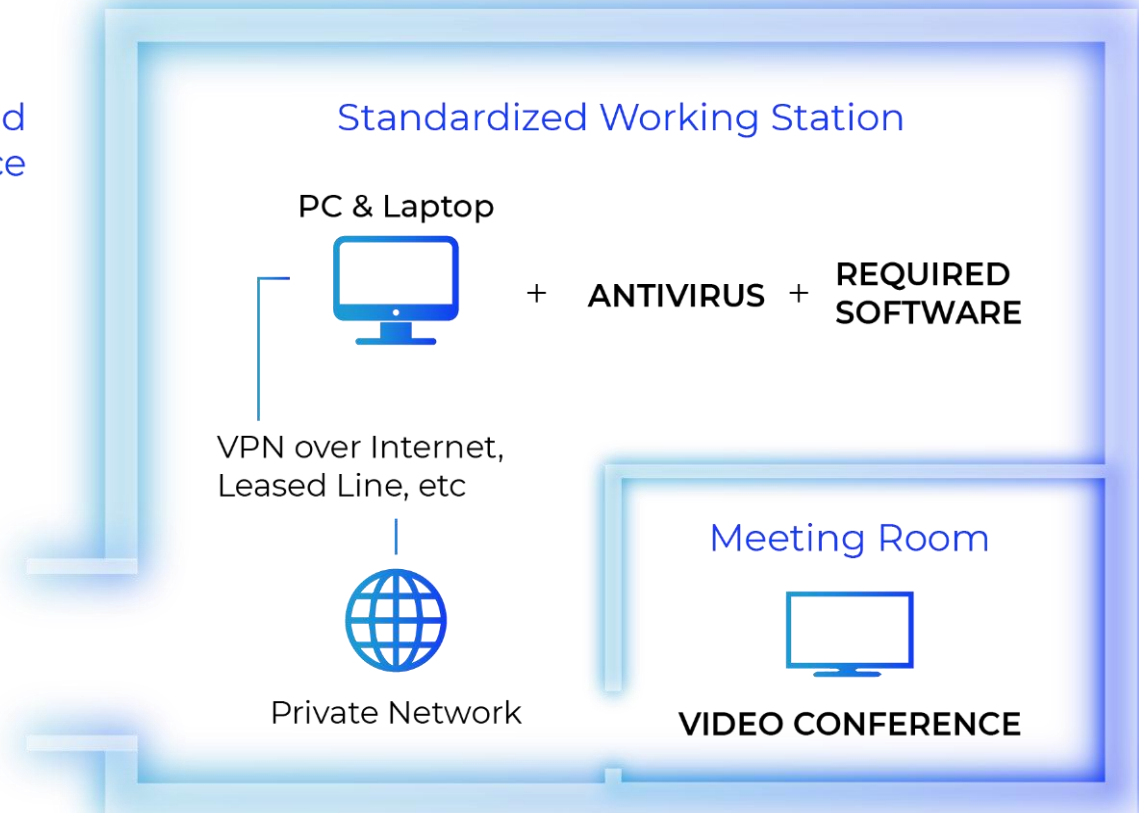 Standardized Working Station
PC & Laptop
+ ANTIVIRUS + REQUIRED
SOFTWARE
VPN over Internet,
Leased Line, etc
Private Network
Meeting Room
VIDEO CONFERENCE